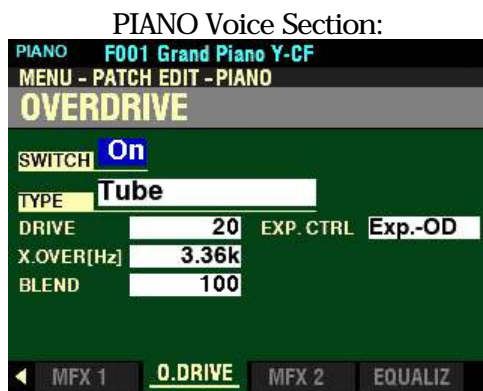 PIANO Voice Section:
PIANO F001 Grand Piano Y-CF
MENU - PATCH EDIT - PIANO
OVERDRIVE
SWITCH On
TYPE Tube
DRIVE 20 EXP. CTRL Exp.-OD
X.OVER[Hz] 3.36k
BLEND 100
MFX 1 O.DRIVE MFX 2 EQUALIZ